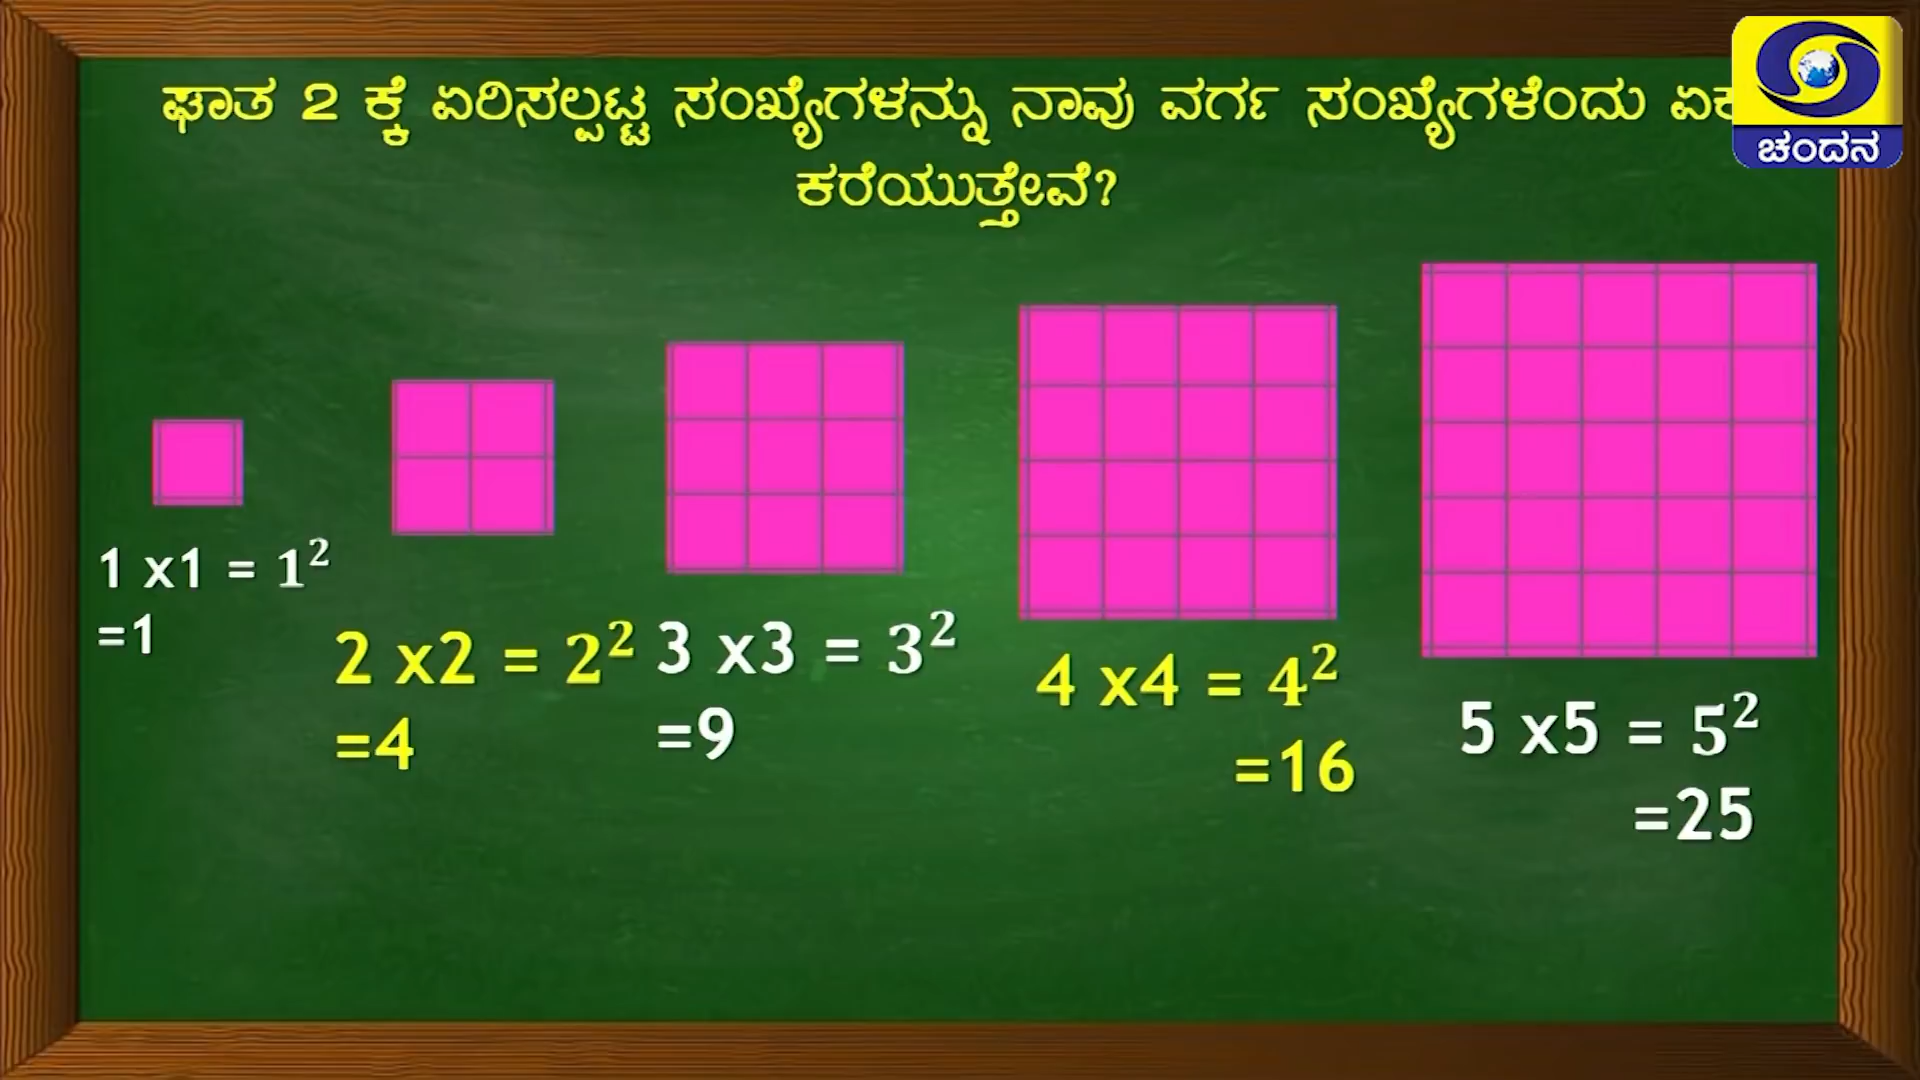 ಘಾತ 2 ಕ್ಕೆ ಏರಿಸಲ್ಪಟ್ಟ ಸಂಖ್ಯೆಗಳನ್ನು ನಾವು ವರ್ಗ ಸಂಖ್ಯೆಗಳೆಂದು
ಕರೆಯುತ್ತೇವೆ?
ಚಂದನ
1 x1 = 1²
=1
2 x2 = 2²
=4
3 x3 = 3²
=9
4 x4 = 4²
=16
5 x5 = 5²
=25